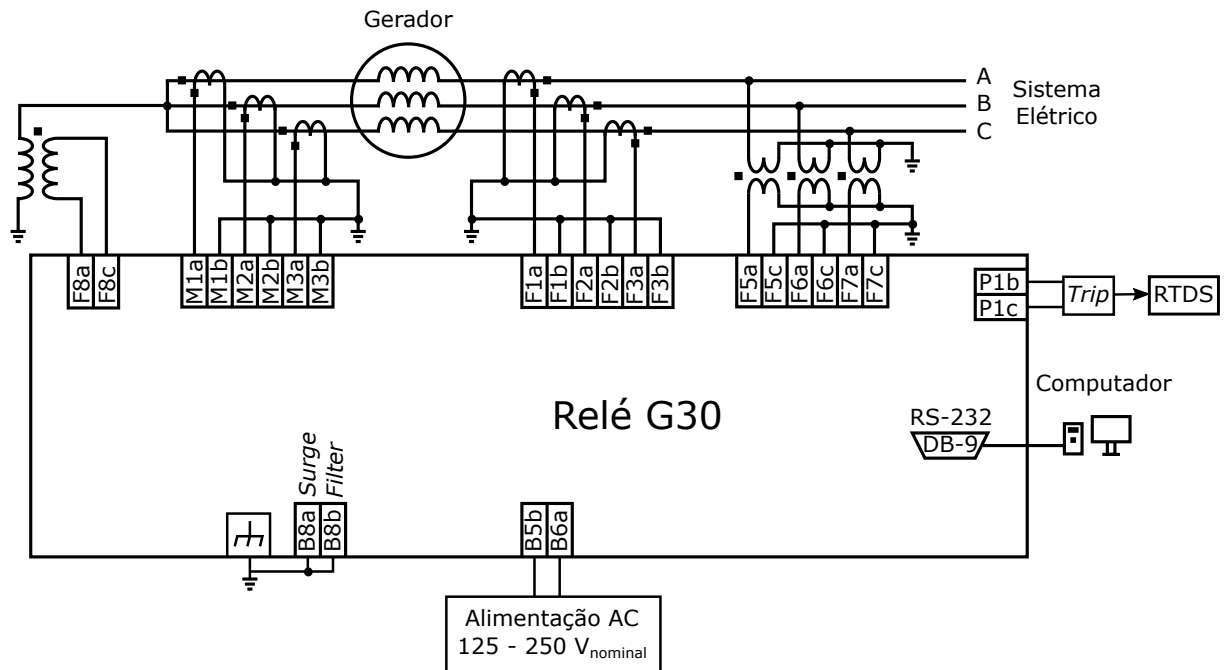 Gerador
A
B
C
Sistema
Elétrico
F8a
F8c
M1a
M1b
M2a
M2b
M3a
M3b
F1a
F1b
F2a
F2b
F3a
F3b
F5a
F5c
F6a
F6c
F7a
F7c
P1b
P1c
Trip
RTDS
Computador
Relé G30
RS-232
DB-9
Surge
Filter
B8a
B8b
B5b
B6a
Alimentação AC
125 - 250 Vnominal